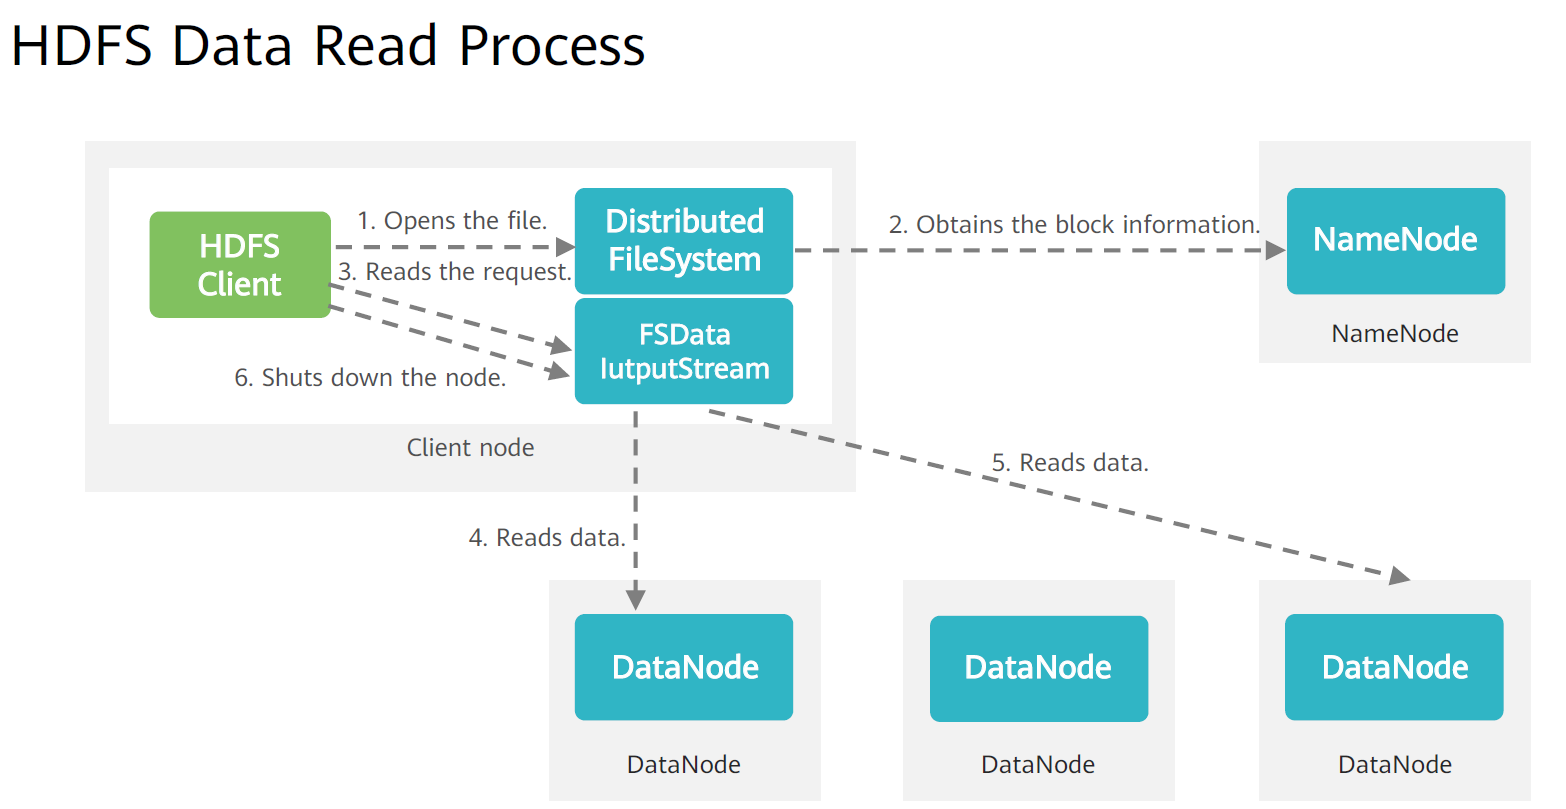 HDFS Data Read Process
HDFS
Client
1. Opens the file.
3. Reads the request.
6. Shuts down the node.
Distributed
FileSystem
FSData
IutputStream
Client node
2. Obtains the block information.
NameNode
NameNode
4. Reads data.
5. Reads data.
DataNode
DataNode
DataNode
DataNode
DataNode
DataNode